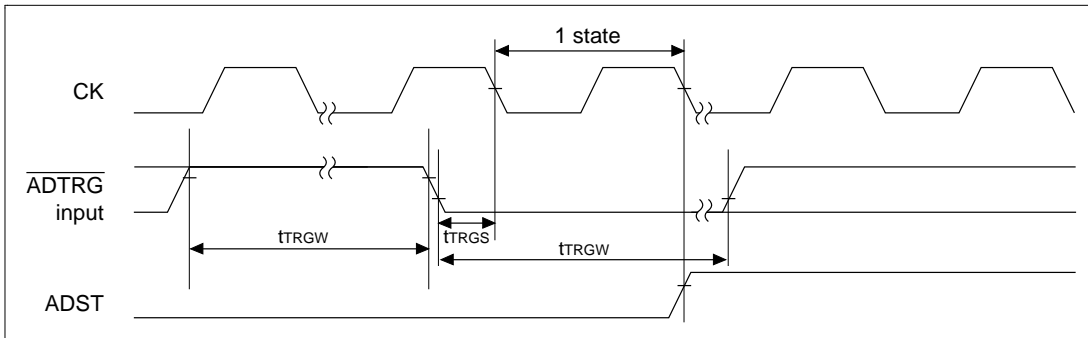 1 state
CK
ADTRG
input
tTRGW
tTRGS
tTRGW
ADST